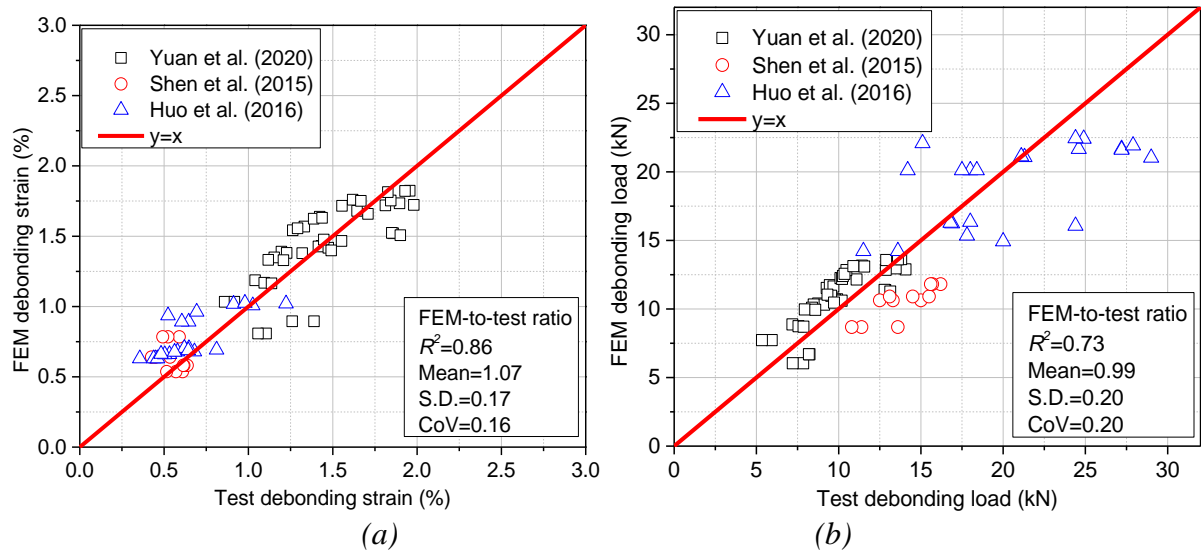 3.0
2.5
2.0
1.5
1.0
0.5
0.0
FEM debonding strain (%)
Yuan et al. (2020)
Shen et al. (2015)
Huo et al. (2016)
y=x
FEM-to-test ratio
R²=0.86
Mean=1.07
S.D.=0.17
CoV=0.16
0.0 0.5 1.0 1.5 2.0 2.5 3.0
Test debonding strain (%)
(a)
30
25
20
15
10
5
0
FEM debonding load (kN)
Yuan et al. (2020)
Shen et al. (2015)
Huo et al. (2016)
y=x
FEM-to-test ratio
R²=0.73
Mean=0.99
S.D.=0.20
CoV=0.20
0 5 10 15 20 25 30
Test debonding load (kN)
(b)